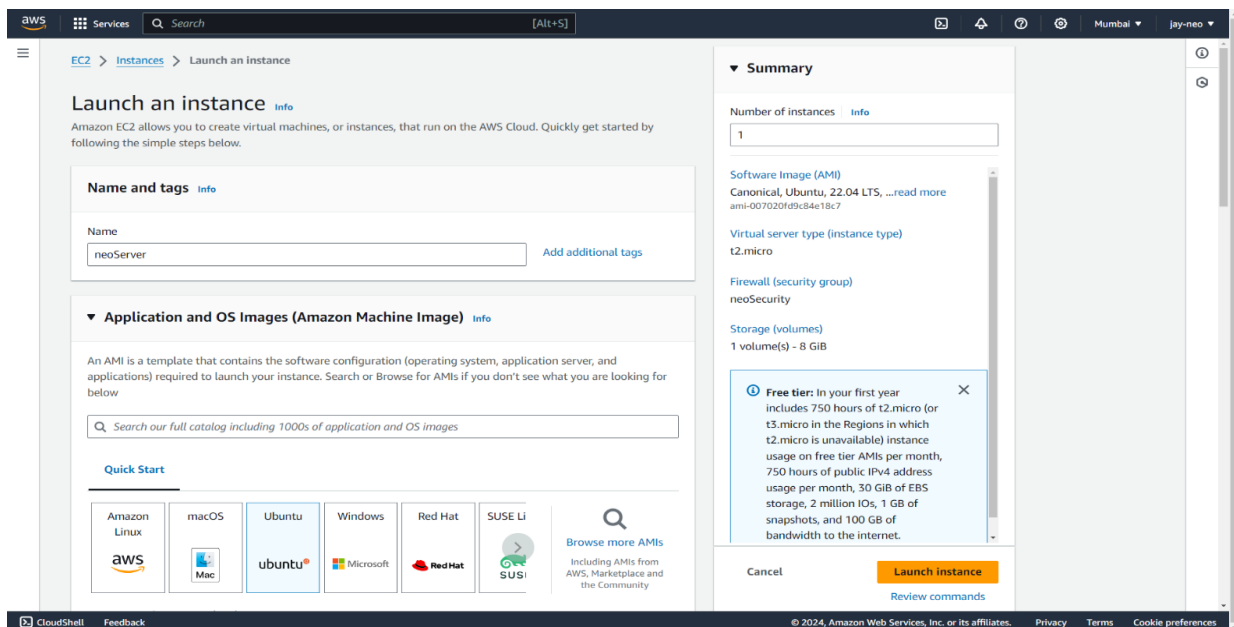 aws
Services
Search
[Alt+S]
Mumbai ▼
jay-neo ▼
EC2 > Instances > Launch an instance
Launch an instance Info
Amazon EC2 allows you to create virtual machines, or instances, that run on the AWS Cloud. Quickly get started by
following the simple steps below.
Name and tags Info
Name
neoServer
Add additional tags
▼ Application and OS Images (Amazon Machine Image) Info
An AMI is a template that contains the software configuration (operating system, application server, and
applications) required to launch your instance. Search or Browse for AMIs if you don't see what you are looking for
below
Search our full catalog including 1000s of application and OS images
Quick Start
Amazon
Linux
aws
macOS
Mac
Ubuntu
ubuntu®
Windows
Microsoft
Red Hat
Red Hat
SUSE Li
SUS
Browse more AMIs
Including AMIs from
AWS, Marketplace and
the Community
▼ Summary
Number of instances Info
1
Software Image (AMI)
Canonical, Ubuntu, 22.04 LTS, ...read more
ami-007020fd9c84e18c7
Virtual server type (instance type)
t2.micro
Firewall (security group)
neoSecurity
Storage (volumes)
1 volume(s) - 8 GiB
Free tier: In your first year
includes 750 hours of t2.micro (or
t3.micro in the Regions in which
t2.micro is unavailable) instance
usage on free tier AMIs per month,
750 hours of public IPv4 address
usage per month, 30 GiB of EBS
storage, 2 million IOs, 1 GB of
snapshots, and 100 GB of
bandwidth to the internet.
Cancel
Launch instance
Review commands
CloudShell
Feedback
© 2024, Amazon Web Services, Inc. or its affiliates.
Privacy
Terms
Cookie preferences